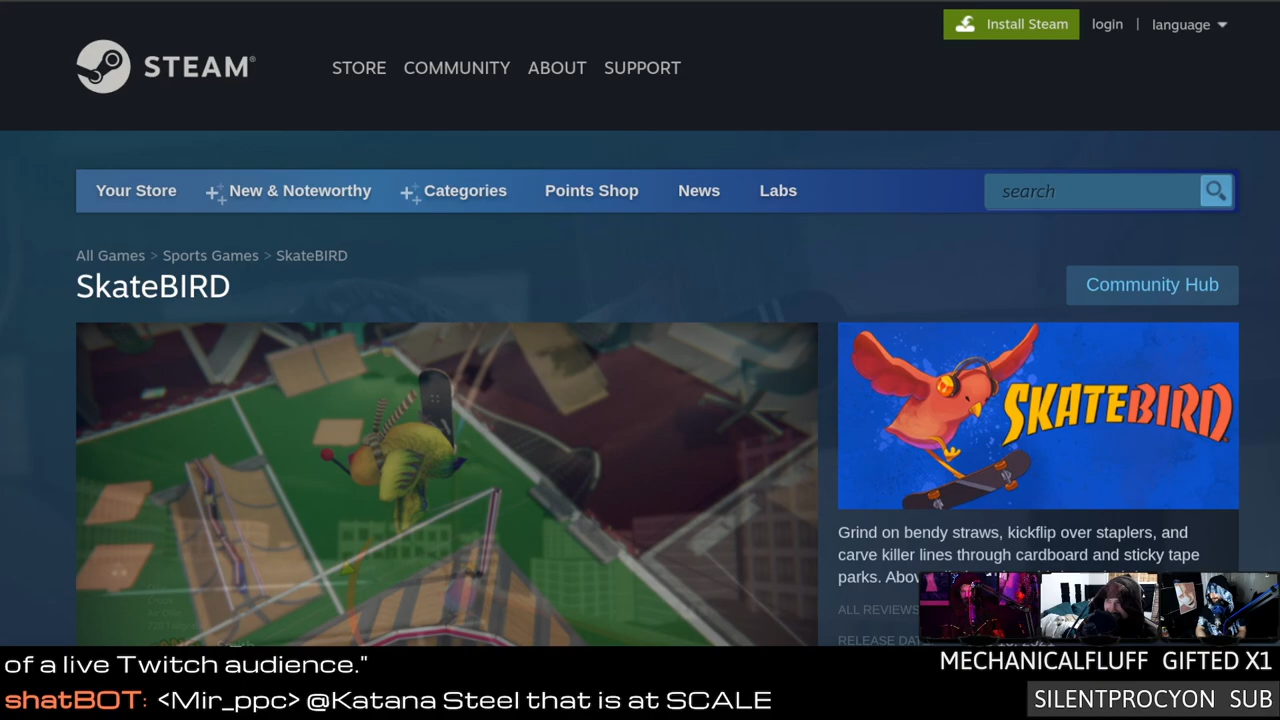 Install Steam
login | language
STEAM®
STORE COMMUNITY ABOUT SUPPORT
Your Store New & Noteworthy Categories Points Shop News Labs
search
All Games > Sports Games > SkateBIRD
SkateBIRD
Community Hub
SKATEBIRD
Grind on bendy straws, kickflip over staplers, and
carve killer lines through cardboard and sticky tape
parks.
ALL REVIEWS
RELEASE
of a live Twitch audience."
shatBOT: <Mir_ppc> @Katana Steel that is at SCALE
MECHANICALFLUFF GIFTED X1
SILENTPROCYON SUB